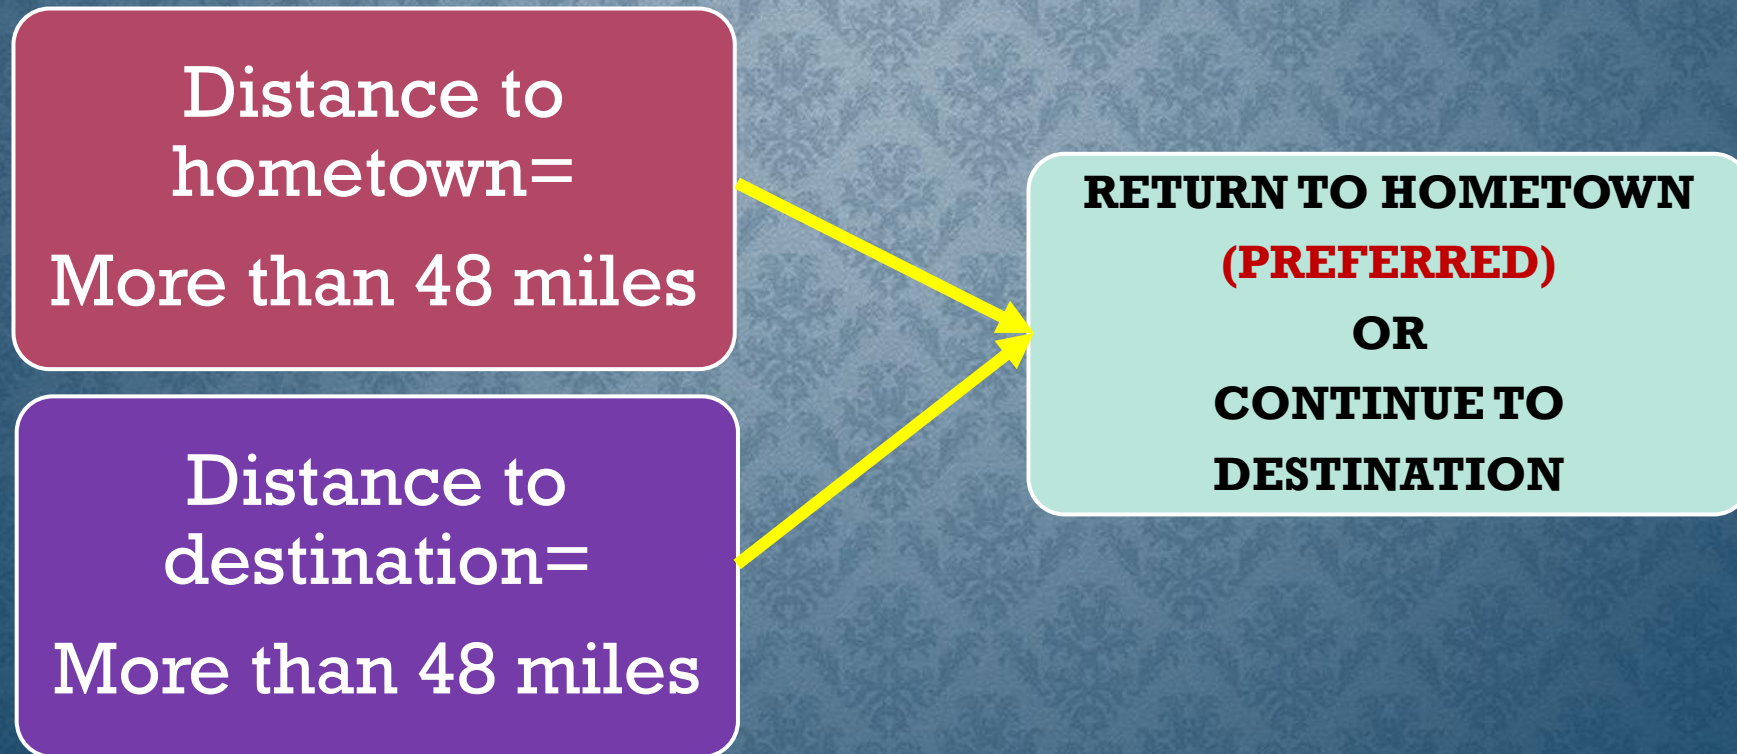 Distance to
hometown=
More than 48 miles
Distance to
destination=
More than 48 miles
RETURN TO HOMETOWN
(PREFERRED)
OR
CONTINUE TO
DESTINATION